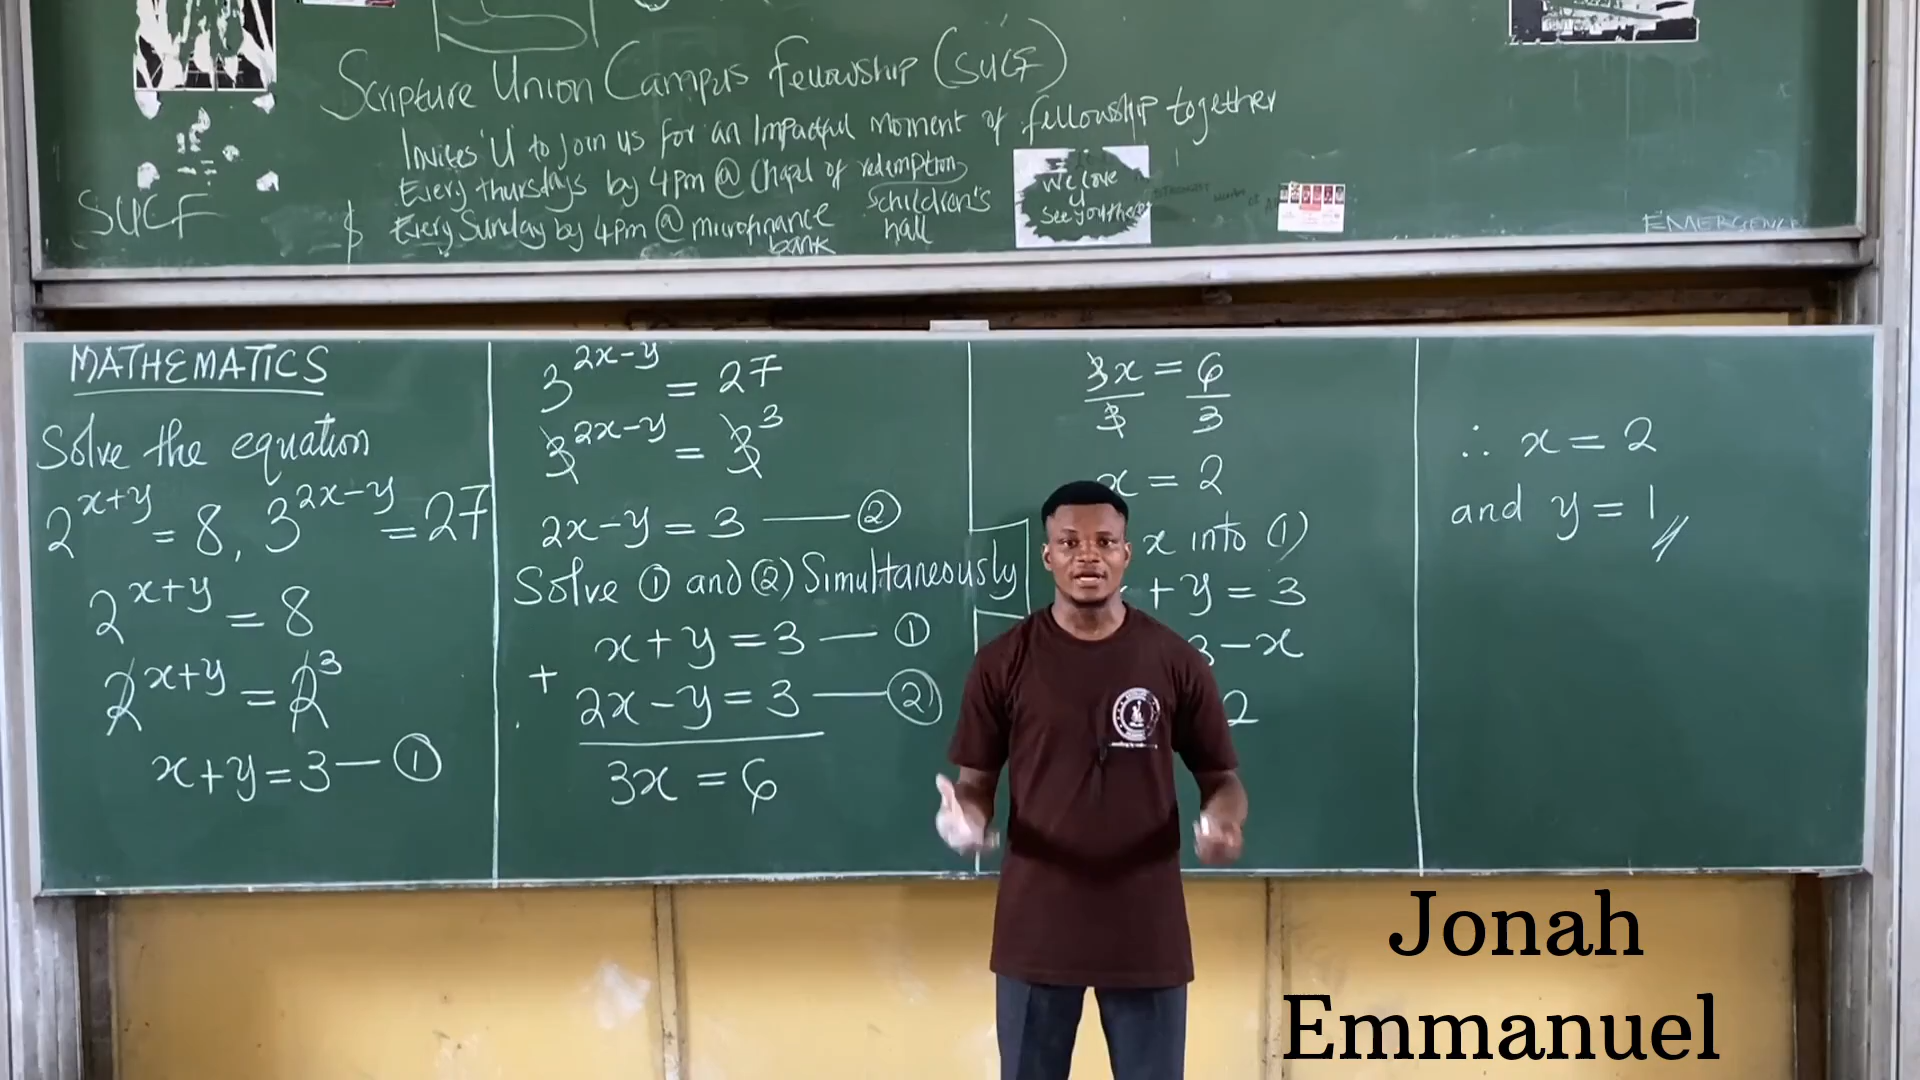 Scripture Union Campus Fellowship (SUCF)
Invites 'U' to join us for an Impactful Moment of fellowship together
Every thursdays by 4pm @ Chapel of redemption
Every Sunday by 4pm @ microfinance bank
children's hall
SUCF
We love
U
See you there
EMERGENCE
MATHEMATICS
Solve the equation
2^{x+y} = 8, 3^{2x-y} = 27
2^{x+y} = 8
2^{x+y} = 2^3
x+y=3 — ①
3^{2x-y} = 27
3^{2x-y} = 3^3
2x-y = 3 — ②
Solve ① and ② Simultaneously
x+y=3 — ①
+
2x-y=3 — ②
3x = 6
3x/3 = 6/3
x = 2
x into (1)
+ y = 3
3-x
2
∴ x = 2
and y = 1//
Jonah
Emmanuel